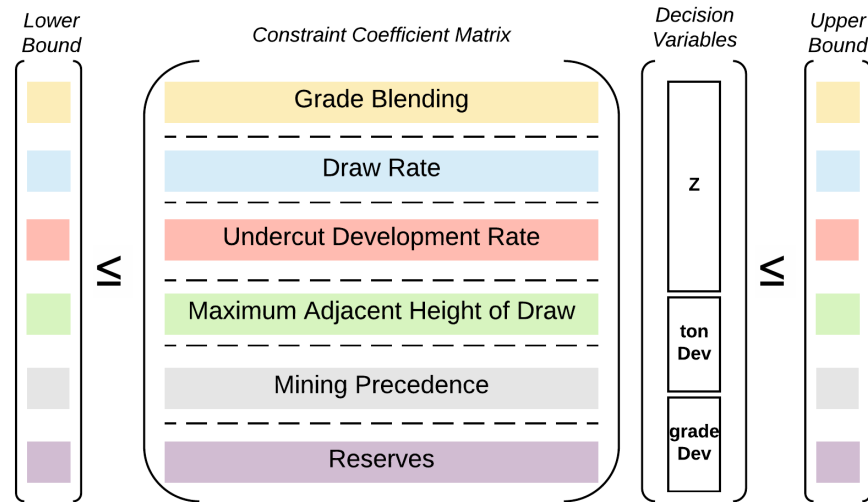 Lower
Bound
Constraint Coefficient Matrix
Decision
Variables
Upper
Bound
Grade Blending
Draw Rate
Undercut Development Rate
Maximum Adjacent Height of Draw
Mining Precedence
Reserves
≤
Z
ton
Dev
grade
Dev
≤